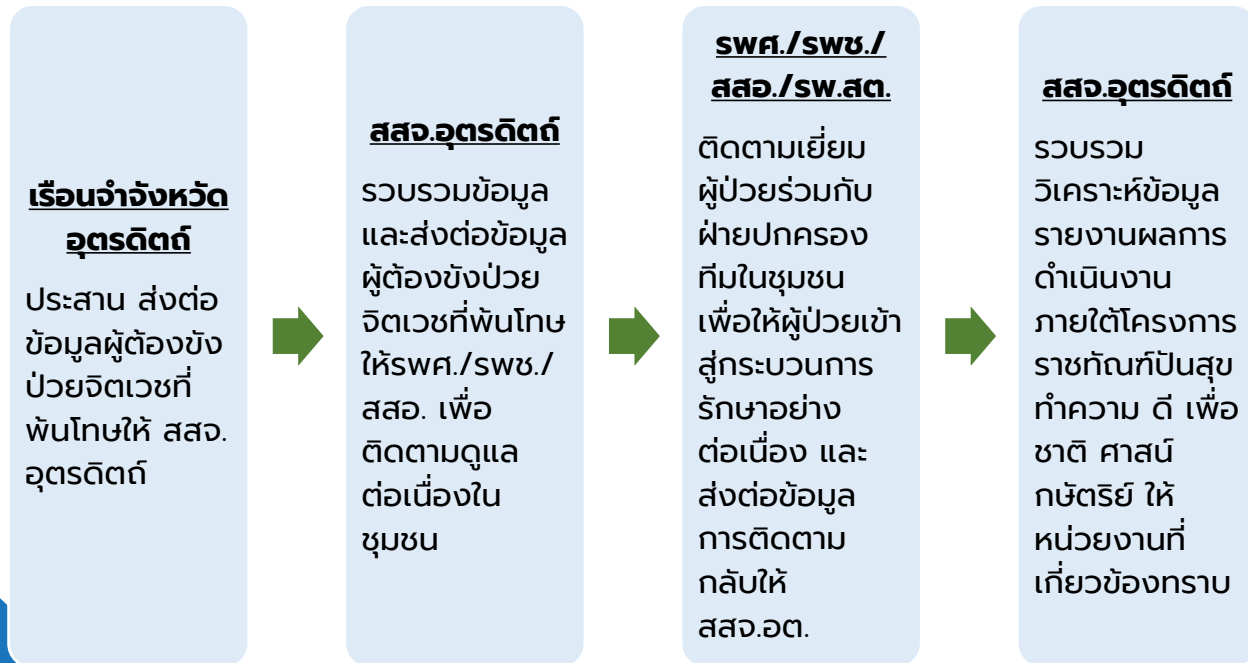 เรือนจำจังหวัด
อุตรดิตถ์
ประสาน ส่งต่อ
ข้อมูลผู้ต้องขัง
ป่วยจิตเวชที่
พ้นโทษให้ สสจ.
อุตรดิตถ์
สสจ.อุตรดิตถ์
รวบรวมข้อมูล
และส่งต่อข้อมูล
ผู้ต้องขังป่วย
จิตเวชที่พ้นโทษ
ให้รพศ./รพช./
สสอ. เพื่อ
ติดตามดูแล
ต่อเนื่องใน
ชุมชน
รพศ./รพช./
สสอ./รพ.สต.
ติดตามเยี่ยม
ผู้ป่วยร่วมกับ
ฝ่ายปกครอง
ทีมในชุมชน
เพื่อให้ผู้ป่วยเข้า
สู่กระบวนการ
รักษาอย่าง
ต่อเนื่อง และ
ส่งต่อข้อมูล
การติดตาม
กลับให้
สสจ.อต.
สสจ.อุตรดิตถ์
รวบรวม
วิเคราะห์ข้อมูล
รายงานผลการ
ดำเนินงาน
ภายใต้โครงการ
ราชทัณฑ์ปันสุข
ทำความ ดี เพื่อ
ชาติ ศาสน์
กษัตริย์ ให้
หน่วยงานที่
เกี่ยวข้องทราบ